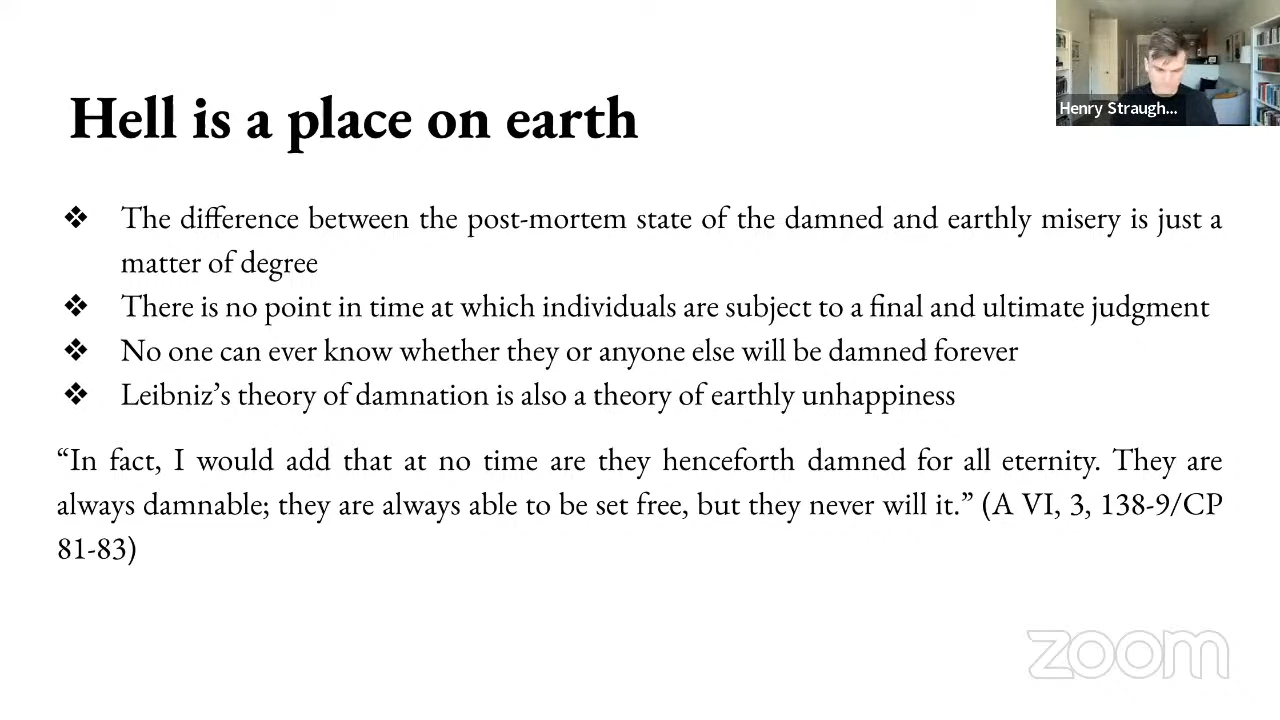 Hell is a place on earth
Henry Straugh...
❖ The difference between the post-mortem state of the damned and earthly misery is just a
matter of degree
❖ There is no point in time at which individuals are subject to a final and ultimate judgment
❖ No one can ever know whether they or anyone else will be damned forever
❖ Leibniz’s theory of damnation is also a theory of earthly unhappiness
“In fact, I would add that at no time are they henceforth damned for all eternity. They are
always damnable; they are always able to be set free, but they never will it.” (A VI, 3, 138-9/CP
81-83)
zoom